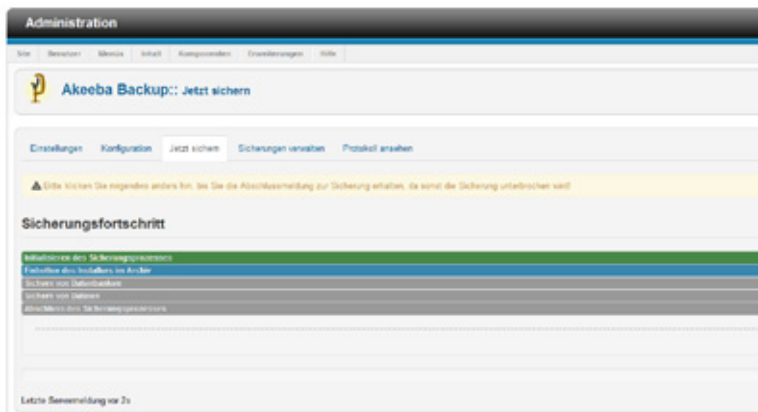 Administration
Site Benutzer Menüs Inhalt Komponenten Erweiterungen Hilfe
Akeeba Backup:: Jetzt sichern
Einstellungen Konfiguration Jetzt sichern Sicherungen verwalten Protokoll ansehen
Bitte klicken Sie nirgendwo anders hin, bis Sie die Abschlussmeldung zur Sicherung erhalten, da sonst die Sicherung unterbrochen wird!
Sicherungsfortschritt
Initialisieren des Sicherungsprozesses
Einbetten des Installers im Archiv
Sichern von Datenbanken
Sichern von Dateien
Abschluss des Sicherungsprozesses
Letzte Servermeldung vor 2s